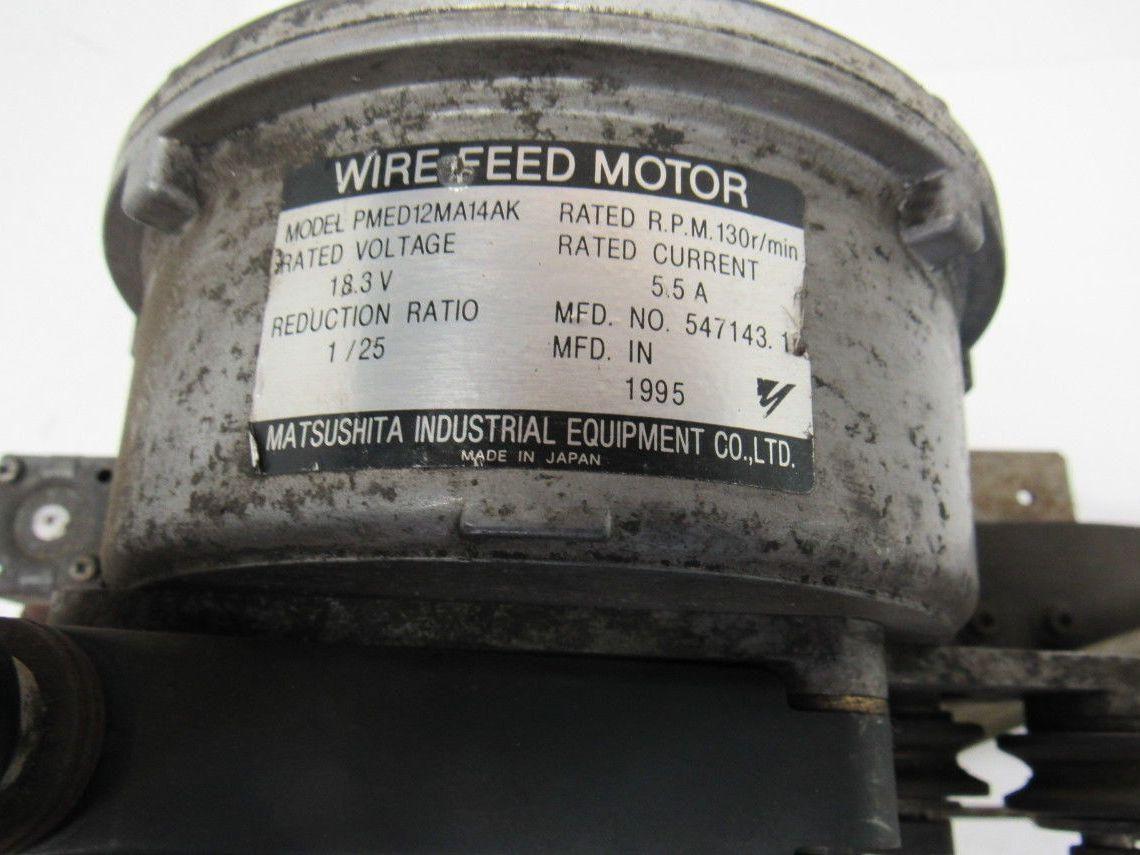 WIRE FEED MOTOR
MODEL PMED12MA14AK RATED R.P.M. 130r/min
RATED VOLTAGE RATED CURRENT
18.3 V 5.5 A
REDUCTION RATIO MFD. NO. 547143.1
1/25 MFD. IN
1995
MATSUSHITA INDUSTRIAL EQUIPMENT CO.,LTD.
MADE IN JAPAN